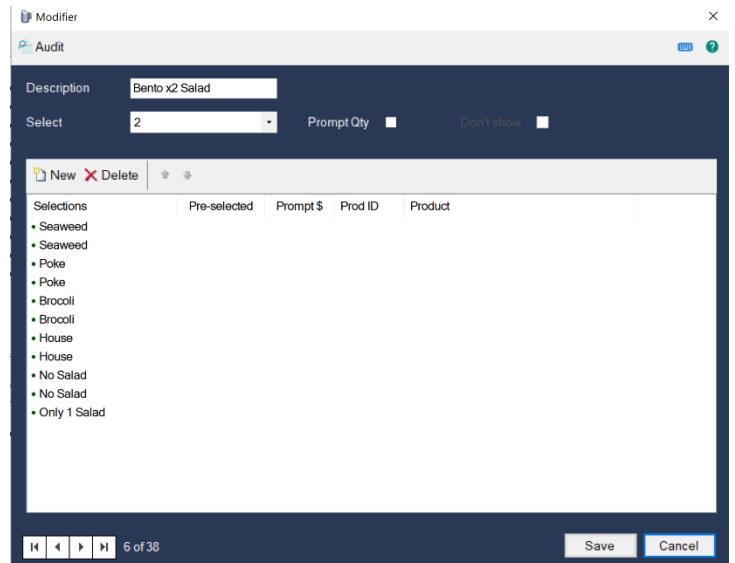 Modifier
Audit
Description Bento x2 Salad
Select 2 Prompt Qty Don't show
New Delete
Selections Pre-selected Prompt $ Prod ID Product
Seaweed
Seaweed
Poke
Poke
Brocoli
Brocoli
House
House
No Salad
No Salad
Only 1 Salad
6 of 38 Save Cancel